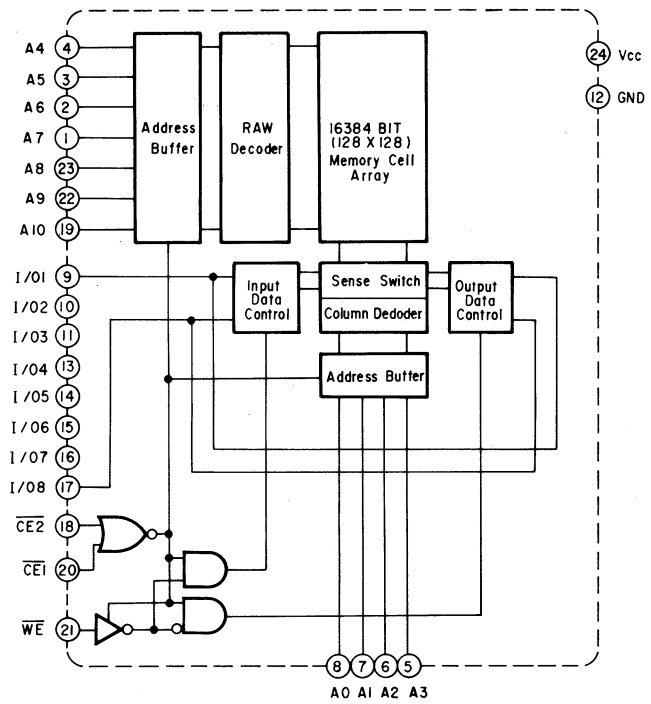 A4 4
A5 3
A6 2
A7 1
A8 23
A9 22
A10 19
Address
Buffer
RAW
Decoder
16384 BIT
(128 X 128)
Memory Cell
Array
24 Vcc
12 GND
I/O1 9
I/O2 10
I/O3 11
I/O4 13
I/O5 14
I/O6 15
I/O7 16
I/O8 17
Input
Data
Control
Sense Switch
Column Dedoder
Output
Data
Control
Address Buffer
CE2 18
CE1 20
WE 21
8 7 6 5
A0 A1 A2 A3